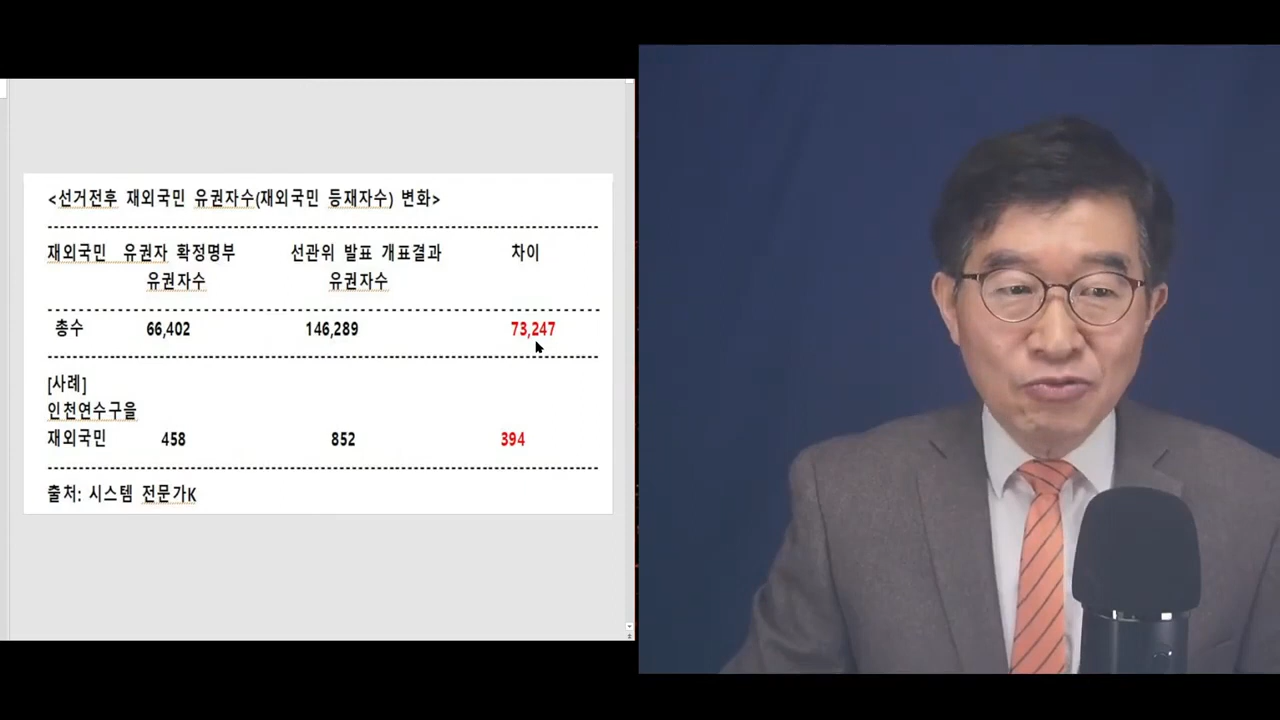 <선거전후 재외국민 유권자수(재외국민 등재자수) 변화>
재외국민 유권자 확정명부 선관위 발표 개표결과 차이
유권자수 유권자수
총수 66,402 146,289 73,247
[사례]
인천연수구을
재외국민 458 852 394
출처: 시스템 전문가K